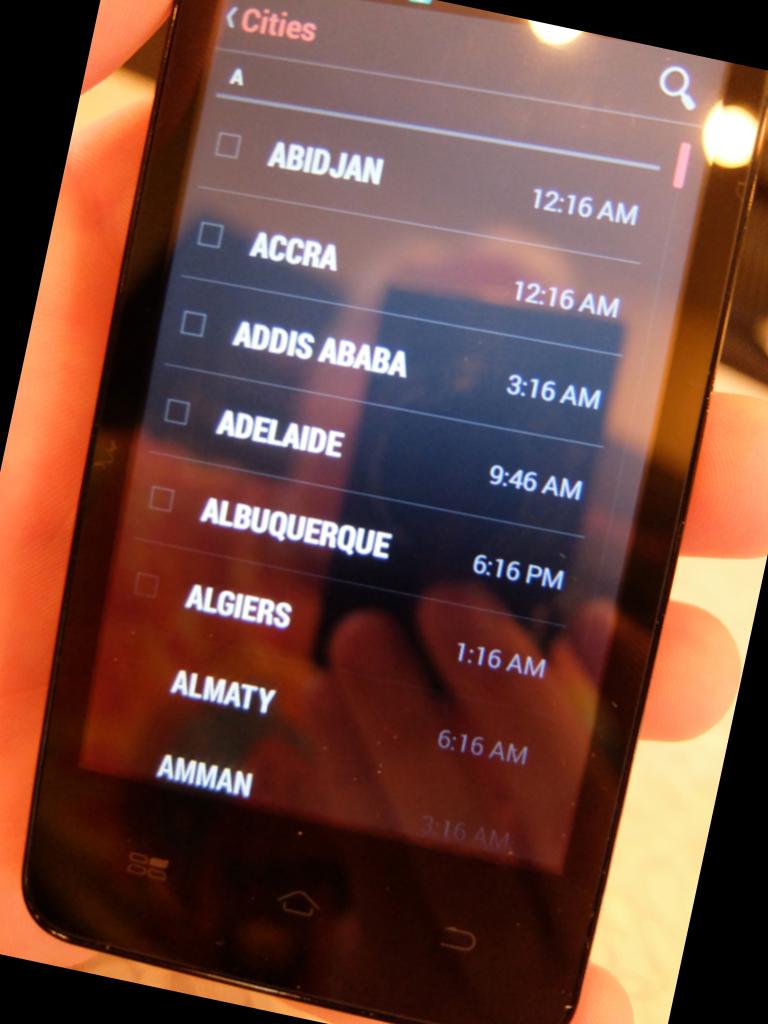 Cities
A
ABIDJAN 12:16 AM
ACCRA 12:16 AM
ADDIS ABABA 3:16 AM
ADELAIDE 9:46 AM
ALBUQUERQUE 6:16 PM
ALGIERS 1:16 AM
ALMATY 6:16 AM
AMMAN 3:16 AM